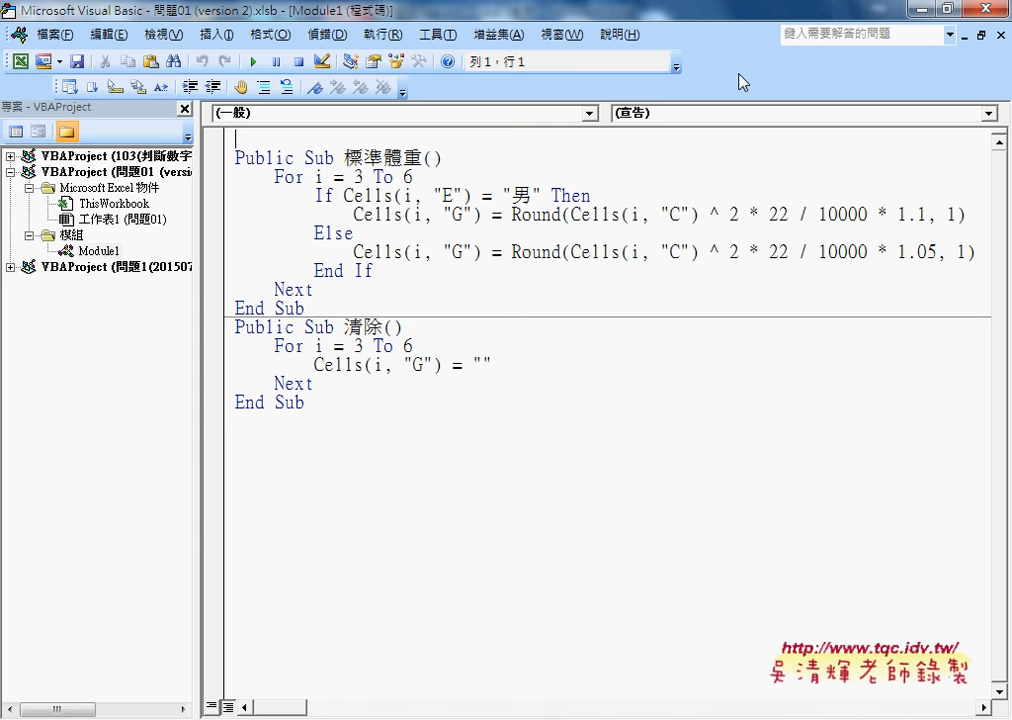 Microsoft Visual Basic - 問題01 (version 2).xlsb - [Module1 (程式碼)]
檔案(F) 編輯(E) 檢視(V) 插入(I) 格式(O) 偵錯(D) 執行(R) 工具(T) 增益集(A) 視窗(W) 說明(H) 鍵入需要解答的問題
列 1，行 1
專案 - VBAProject
(一般) (宣告)
VBAProject (103(判斷數字
VBAProject (問題01 (versi
Microsoft Excel 物件
ThisWorkbook
工作表1 (問題01)
模組
Module1
VBAProject (問題1(201507
Public Sub 標準體重()
For i = 3 To 6
If Cells(i, "E") = "男" Then
Cells(i, "G") = Round(Cells(i, "C") ^ 2 * 22 / 10000 * 1.1, 1)
Else
Cells(i, "G") = Round(Cells(i, "C") ^ 2 * 22 / 10000 * 1.05, 1)
End If
Next
End Sub
Public Sub 清除()
For i = 3 To 6
Cells(i, "G") = ""
Next
End Sub
http://www.tqc.idv.tw/
吳清輝老師錄製